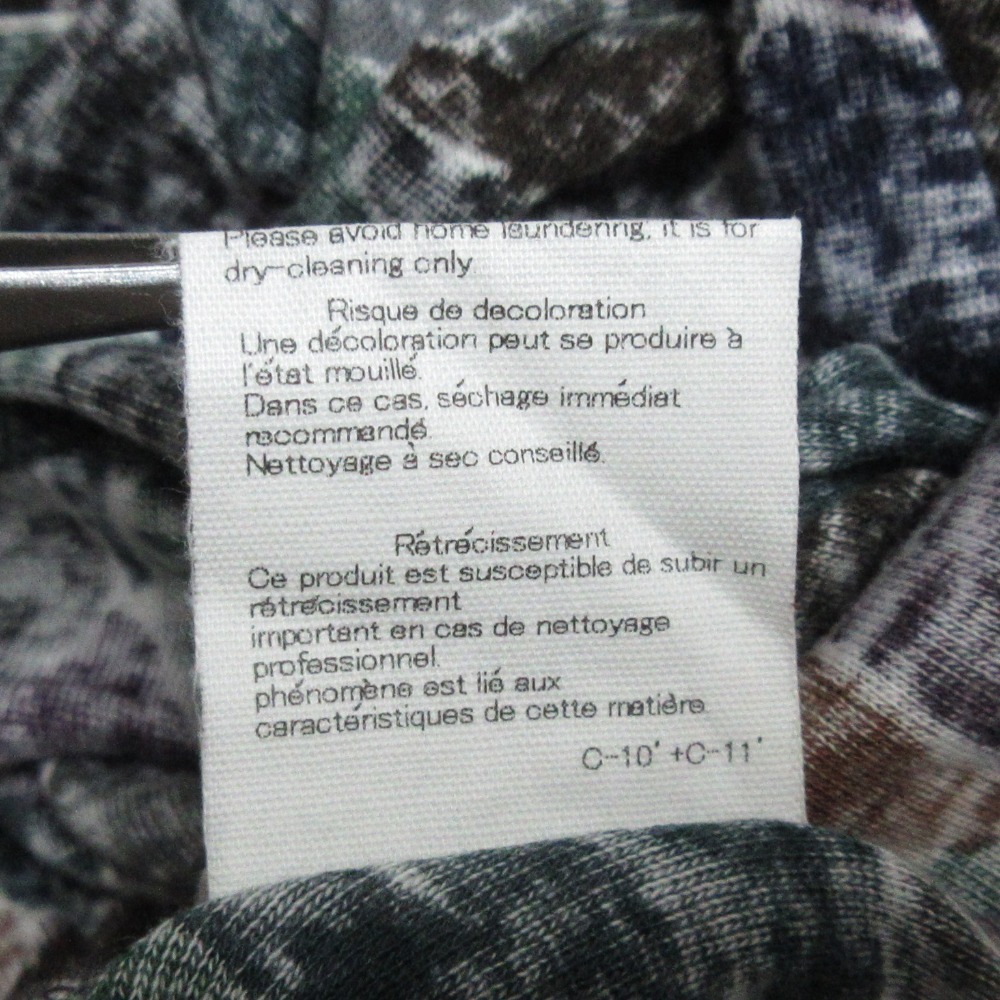 Please avoid home laundering, it is for
dry-cleaning only
Risque de decoloration
Une décoloration peut se produire à
l'état mouillé.
Dans ce cas, séchage immédiat
recommandé.
Nettoyage à sec conseillé.
Rétrécissement
Ce produit est susceptible de subir un
rétrécissement
important en cas de nettoyage
professionnel.
phénomène est lié aux
caractéristiques de cette matière.
C-10' +C-11'